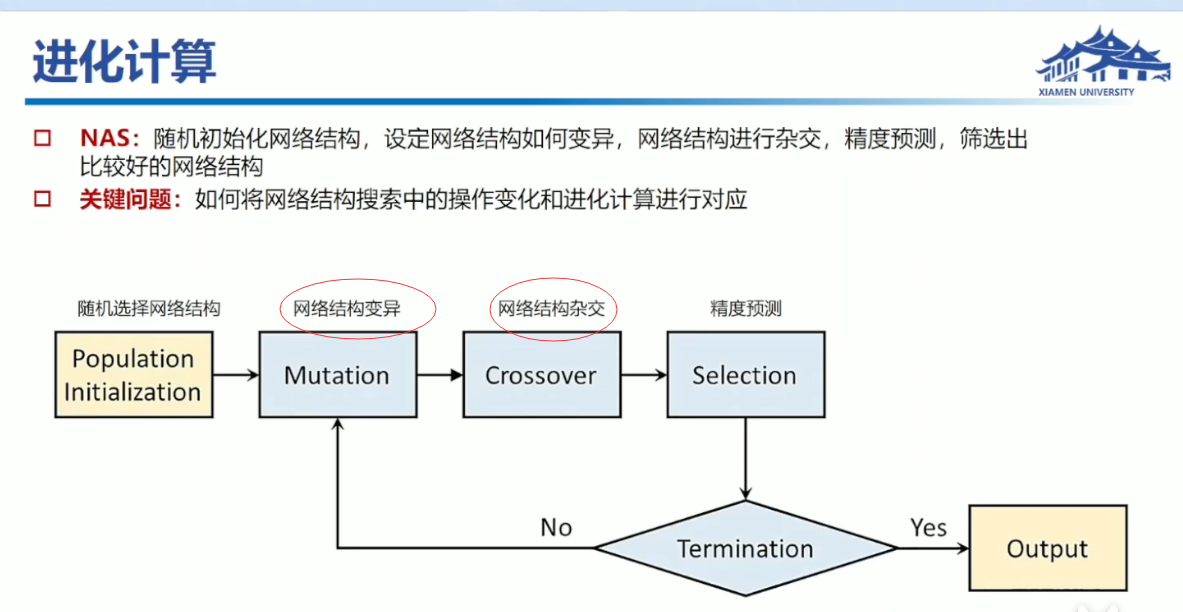 进化计算
XIAMEN UNIVERSITY
NAS：随机初始化网络结构，设定网络结构如何变异，网络结构进行杂交，精度预测，筛选出
比较好的网络结构
关键问题：如何将网络结构搜索中的操作变化和进化计算进行对应
随机选择网络结构
网络结构变异
网络结构杂交
精度预测
Population
Initialization
Mutation
Crossover
Selection
No
Termination
Yes
Output